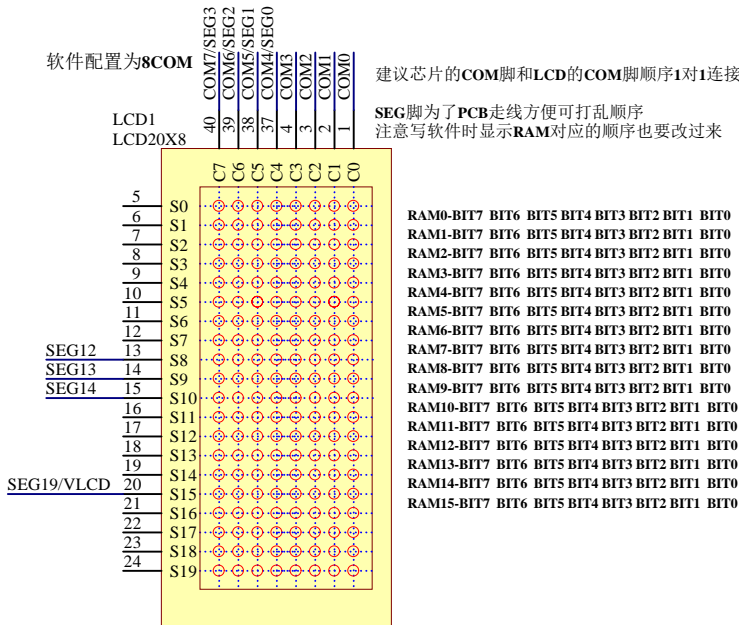 软件配置为8COM
COM7/SEG3
COM6/SEG2
COM5/SEG1
COM4/SEG0
COM3
COM2
COM1
COM0
建议芯片的COM脚和LCD的COM脚顺序1对1连接
SEG脚为了PCB走线方便可打乱顺序
注意写软件时显示RAM对应的顺序也要改过来
LCD1
LCD20X8
40 39 38 37 4 3 2 1
C7 C6 C5 C4 C3 C2 C1 C0
5 S0 RAM0-BIT7 BIT6 BIT5 BIT4 BIT3 BIT2 BIT1 BIT0
6 S1 RAM1-BIT7 BIT6 BIT5 BIT4 BIT3 BIT2 BIT1 BIT0
7 S2 RAM2-BIT7 BIT6 BIT5 BIT4 BIT3 BIT2 BIT1 BIT0
8 S3 RAM3-BIT7 BIT6 BIT5 BIT4 BIT3 BIT2 BIT1 BIT0
9 S4 RAM4-BIT7 BIT6 BIT5 BIT4 BIT3 BIT2 BIT1 BIT0
10 S5 RAM5-BIT7 BIT6 BIT5 BIT4 BIT3 BIT2 BIT1 BIT0
11 S6 RAM6-BIT7 BIT6 BIT5 BIT4 BIT3 BIT2 BIT1 BIT0
12 S7 RAM7-BIT7 BIT6 BIT5 BIT4 BIT3 BIT2 BIT1 BIT0
SEG12 13 S8 RAM8-BIT7 BIT6 BIT5 BIT4 BIT3 BIT2 BIT1 BIT0
SEG13 14 S9 RAM9-BIT7 BIT6 BIT5 BIT4 BIT3 BIT2 BIT1 BIT0
SEG14 15 S10 RAM10-BIT7 BIT6 BIT5 BIT4 BIT3 BIT2 BIT1 BIT0
16 S11 RAM11-BIT7 BIT6 BIT5 BIT4 BIT3 BIT2 BIT1 BIT0
17 S12 RAM12-BIT7 BIT6 BIT5 BIT4 BIT3 BIT2 BIT1 BIT0
18 S13 RAM13-BIT7 BIT6 BIT5 BIT4 BIT3 BIT2 BIT1 BIT0
19 S14 RAM14-BIT7 BIT6 BIT5 BIT4 BIT3 BIT2 BIT1 BIT0
SEG19/VLCD 20 S15 RAM15-BIT7 BIT6 BIT5 BIT4 BIT3 BIT2 BIT1 BIT0
21 S16
22 S17
23 S18
24 S19